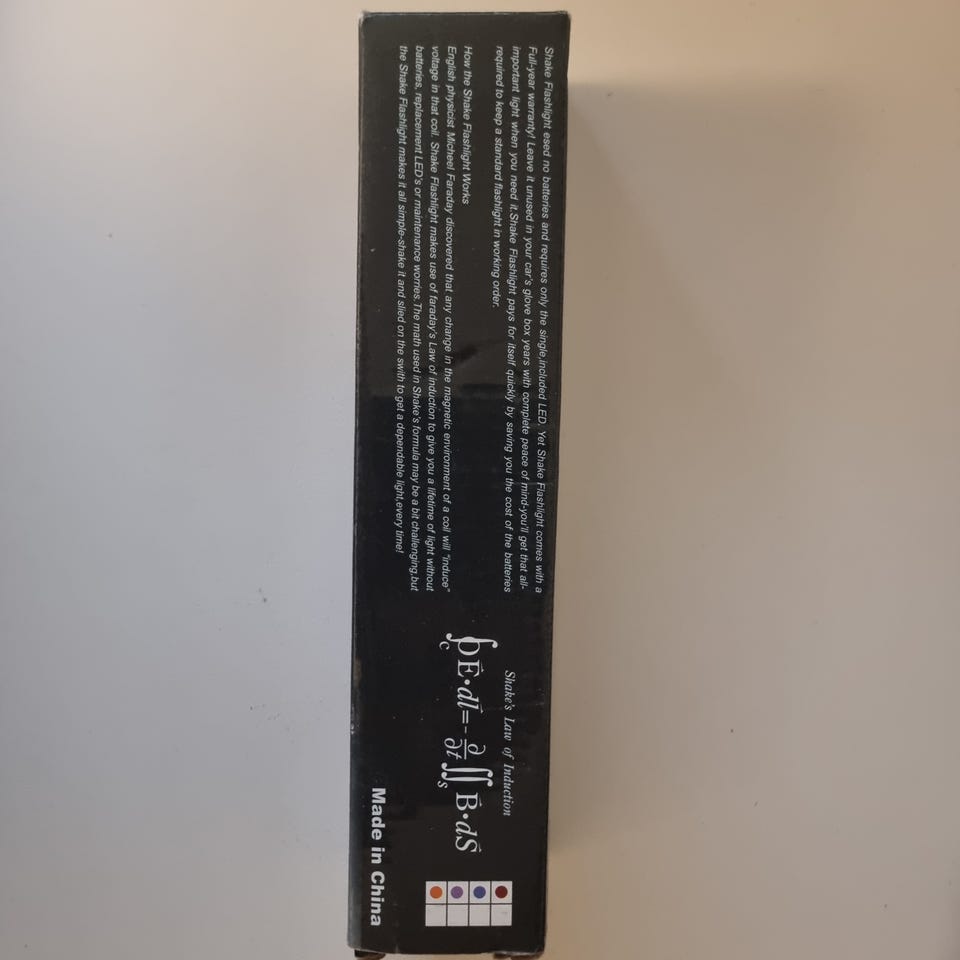 Shake Flashlight esed no batteries and requires only the single,included LED. Yet Shake Flashlight comes with a
Full-year warranty! Leave it unused in your car's glove box years with complete peace of mind-you'll get that all-
important light when you need it.Shake Flashlight pays for itself quickly by saving you the cost of the batteries
required to keep a standard flashlight in working order.
How the Shake Flashlight Works
English physicist Micheel Faraday discovered that any change in the magnetic environment of a coil will "induce"
voltage in that coil. Shake Flashlight makes use of faraday's Law of induction to give you a lifetime of light without
batteries, replacement LED's or maintenance worries.The math used in Shake's formula may be a bit challenging,but
the Shake Flashlight makes it all simple-shake it and slied on the swith to get a dependable light,every time!
Shake's Law of Induction
∮c E⃗•dl⃗=-∂/∂t ∬s B⃗•dS⃗
Made in China